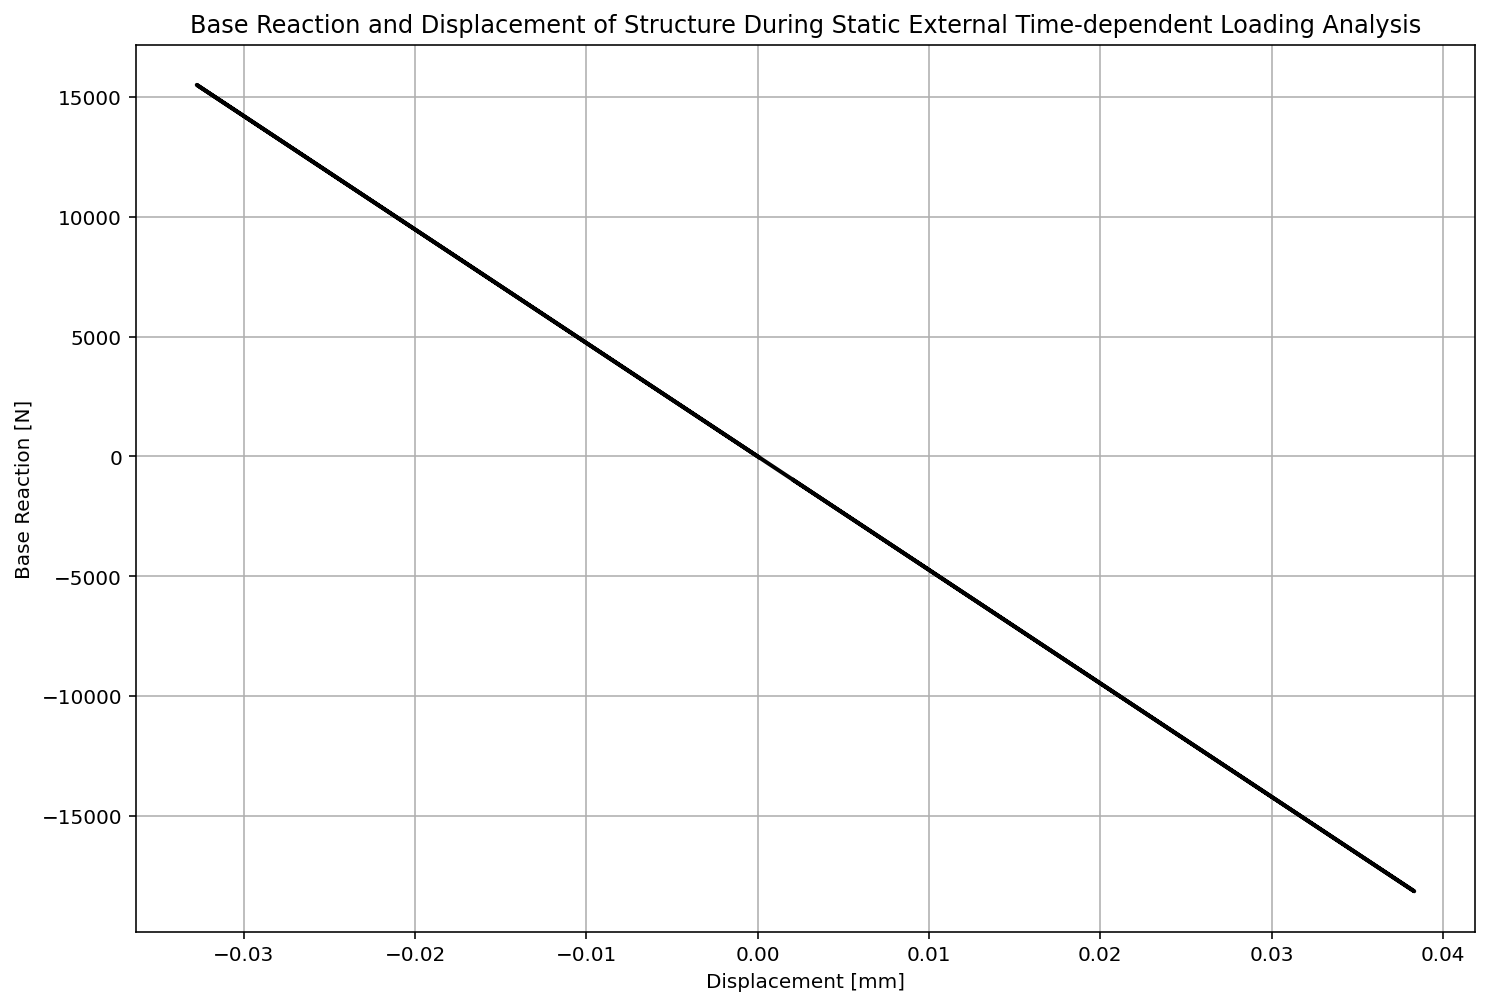 Base Reaction and Displacement of Structure During Static External Time-dependent Loading Analysis
15000
10000
5000
0
−5000
−10000
−15000
Base Reaction [N]
−0.03 −0.02 −0.01 0.00 0.01 0.02 0.03 0.04
Displacement [mm]